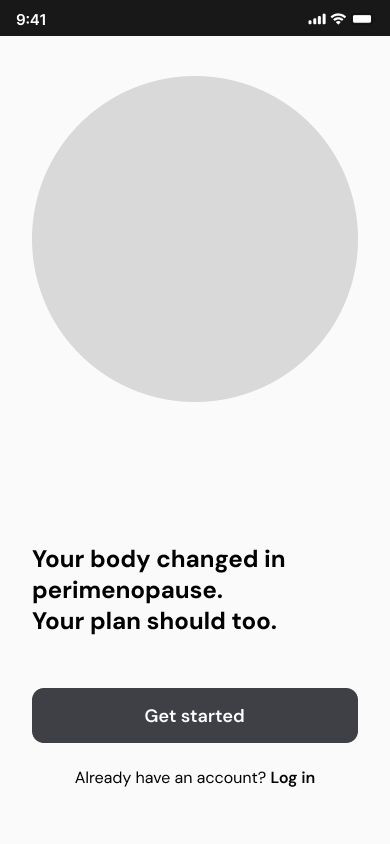 9:41
Your body changed in
perimenopause.
Your plan should too.
Get started
Already have an account? Log in